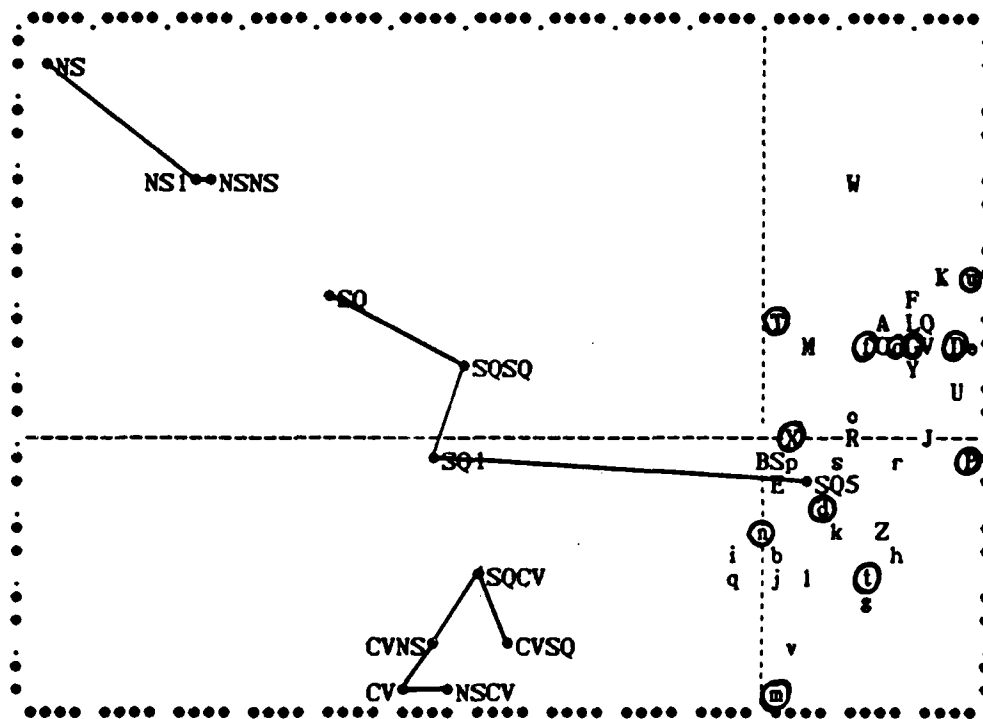 NS
NS1 NSNS W
K u
SQ F
T A LQ
M f C G V D e
SQSQ Y
U
o
X R J
SQ1 BSp s r P
E SQS
d
n k Z
i b h
SQCV q j l t
z
CVNS CVSQ v
CV NSCV m